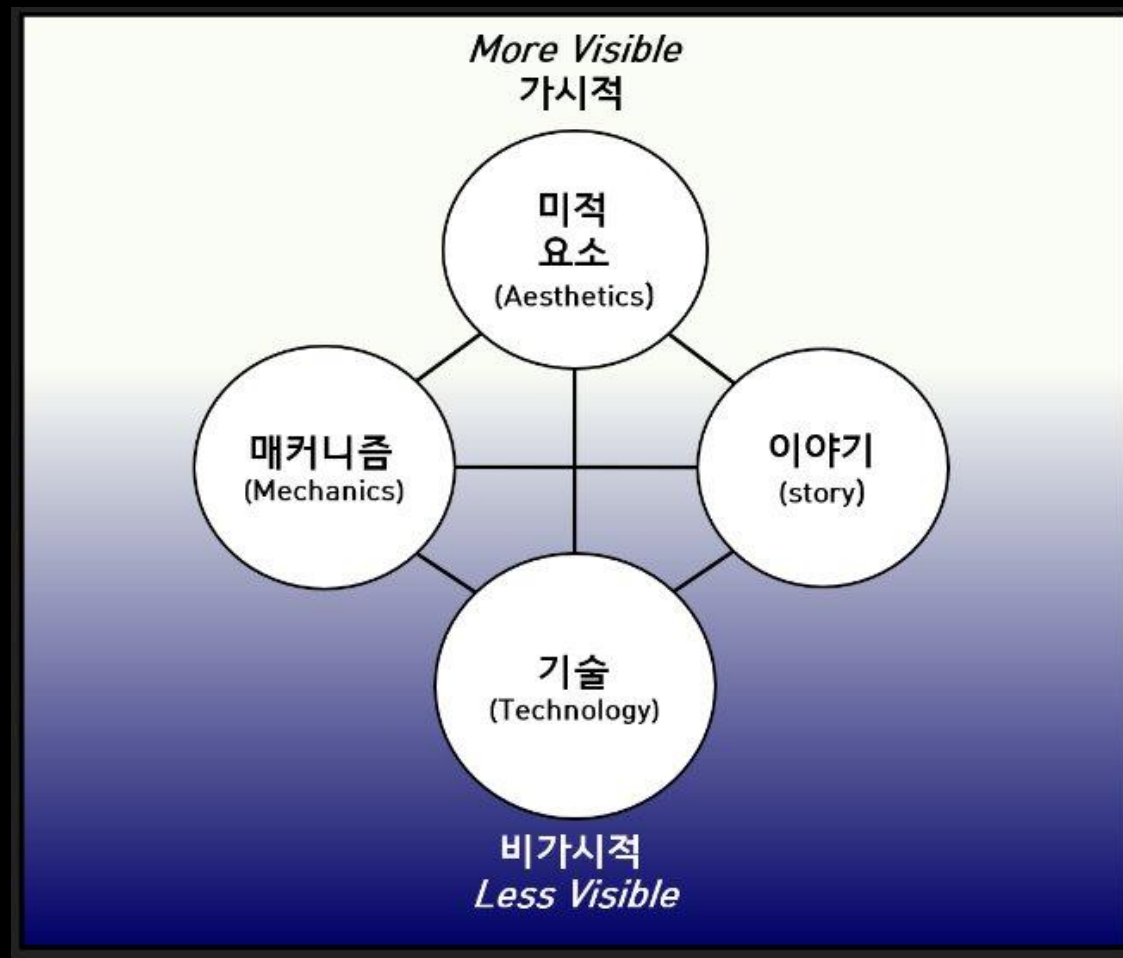 More Visible
가시적
미적
요소
(Aesthetics)
매커니즘
(Mechanics)
이야기
(story)
기술
(Technology)
비가시적
Less Visible